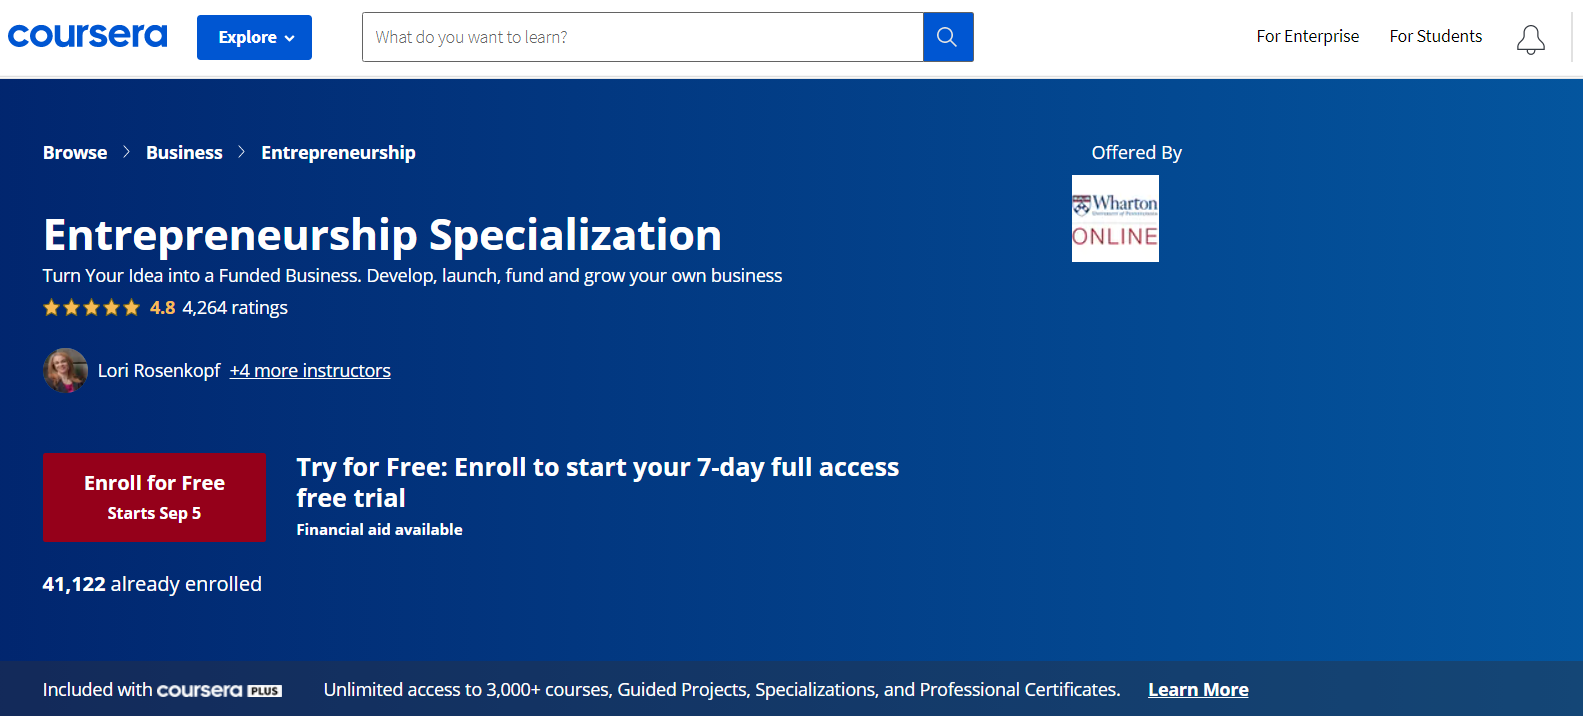 coursera
Explore
What do you want to learn?
For Enterprise
For Students
Browse
Business
Entrepreneurship
Offered By
Wharton
University of Pennsylvania
ONLINE
Entrepreneurship Specialization
Turn Your Idea into a Funded Business. Develop, launch, fund and grow your own business
4.8 4,264 ratings
Lori Rosenkopf +4 more instructors
Enroll for Free
Starts Sep 5
Try for Free: Enroll to start your 7-day full access
free trial
Financial aid available
41,122 already enrolled
Included with coursera PLUS
Unlimited access to 3,000+ courses, Guided Projects, Specializations, and Professional Certificates.
Learn More